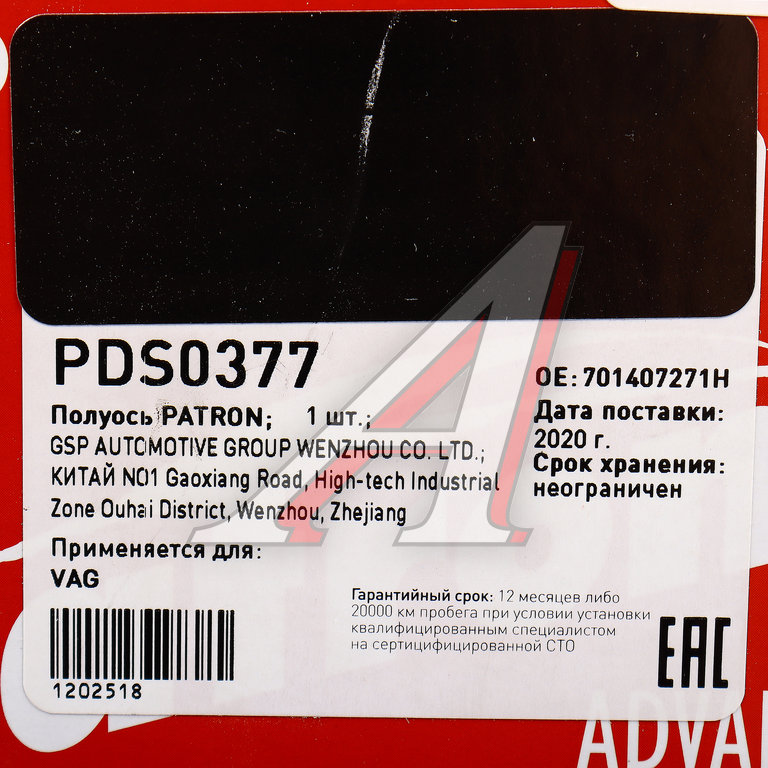 PDS0377
OE: 701407271H
Полуось PATRON; 1 шт.;
GSP AUTOMOTIVE GROUP WENZHOU CO. LTD.;
КИТАЙ NO1 Gaoxiang Road, High-tech Industrial
Zone Ouhai District, Wenzhou, Zhejiang
Дата поставки:
2020 г.
Срок хранения:
неограничен
Применяется для:
VAG
Гарантийный срок: 12 месяцев либо
20000 км пробега при условии установки
квалифицированным специалистом
на сертицифицированной СТО
1202518
EAC